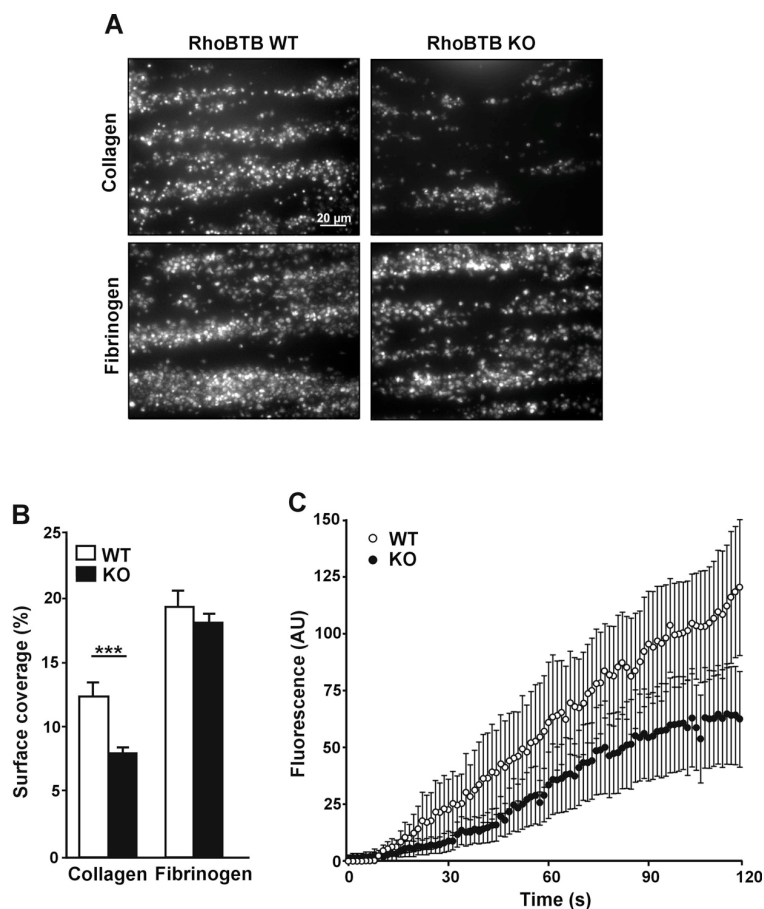 A
RhoBTB WT RhoBTB KO
Collagen
20 µm
Fibrinogen
B
25
20
15
10
5
0
Surface coverage (%)
WT
KO
***
Collagen Fibrinogen
C
150
125
100
75
50
25
0
Fluorescence (AU)
WT
KO
0 30 60 90 120
Time (s)